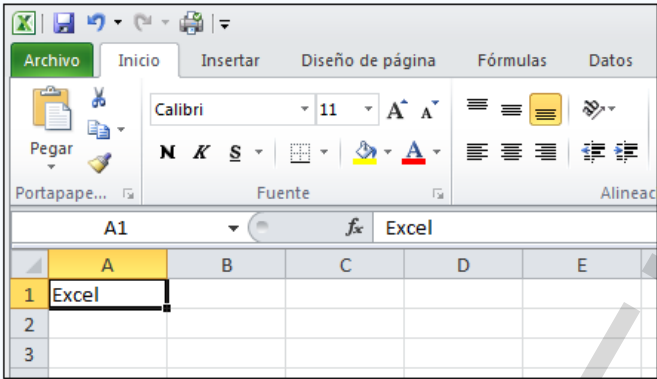 Archivo Inicio Insertar Diseño de página Fórmulas Datos
Calibri 11 A A
Pegar N K S A
Portapape... Fuente Alineac
A1 fx Excel
A B C D E
1 Excel
2
3